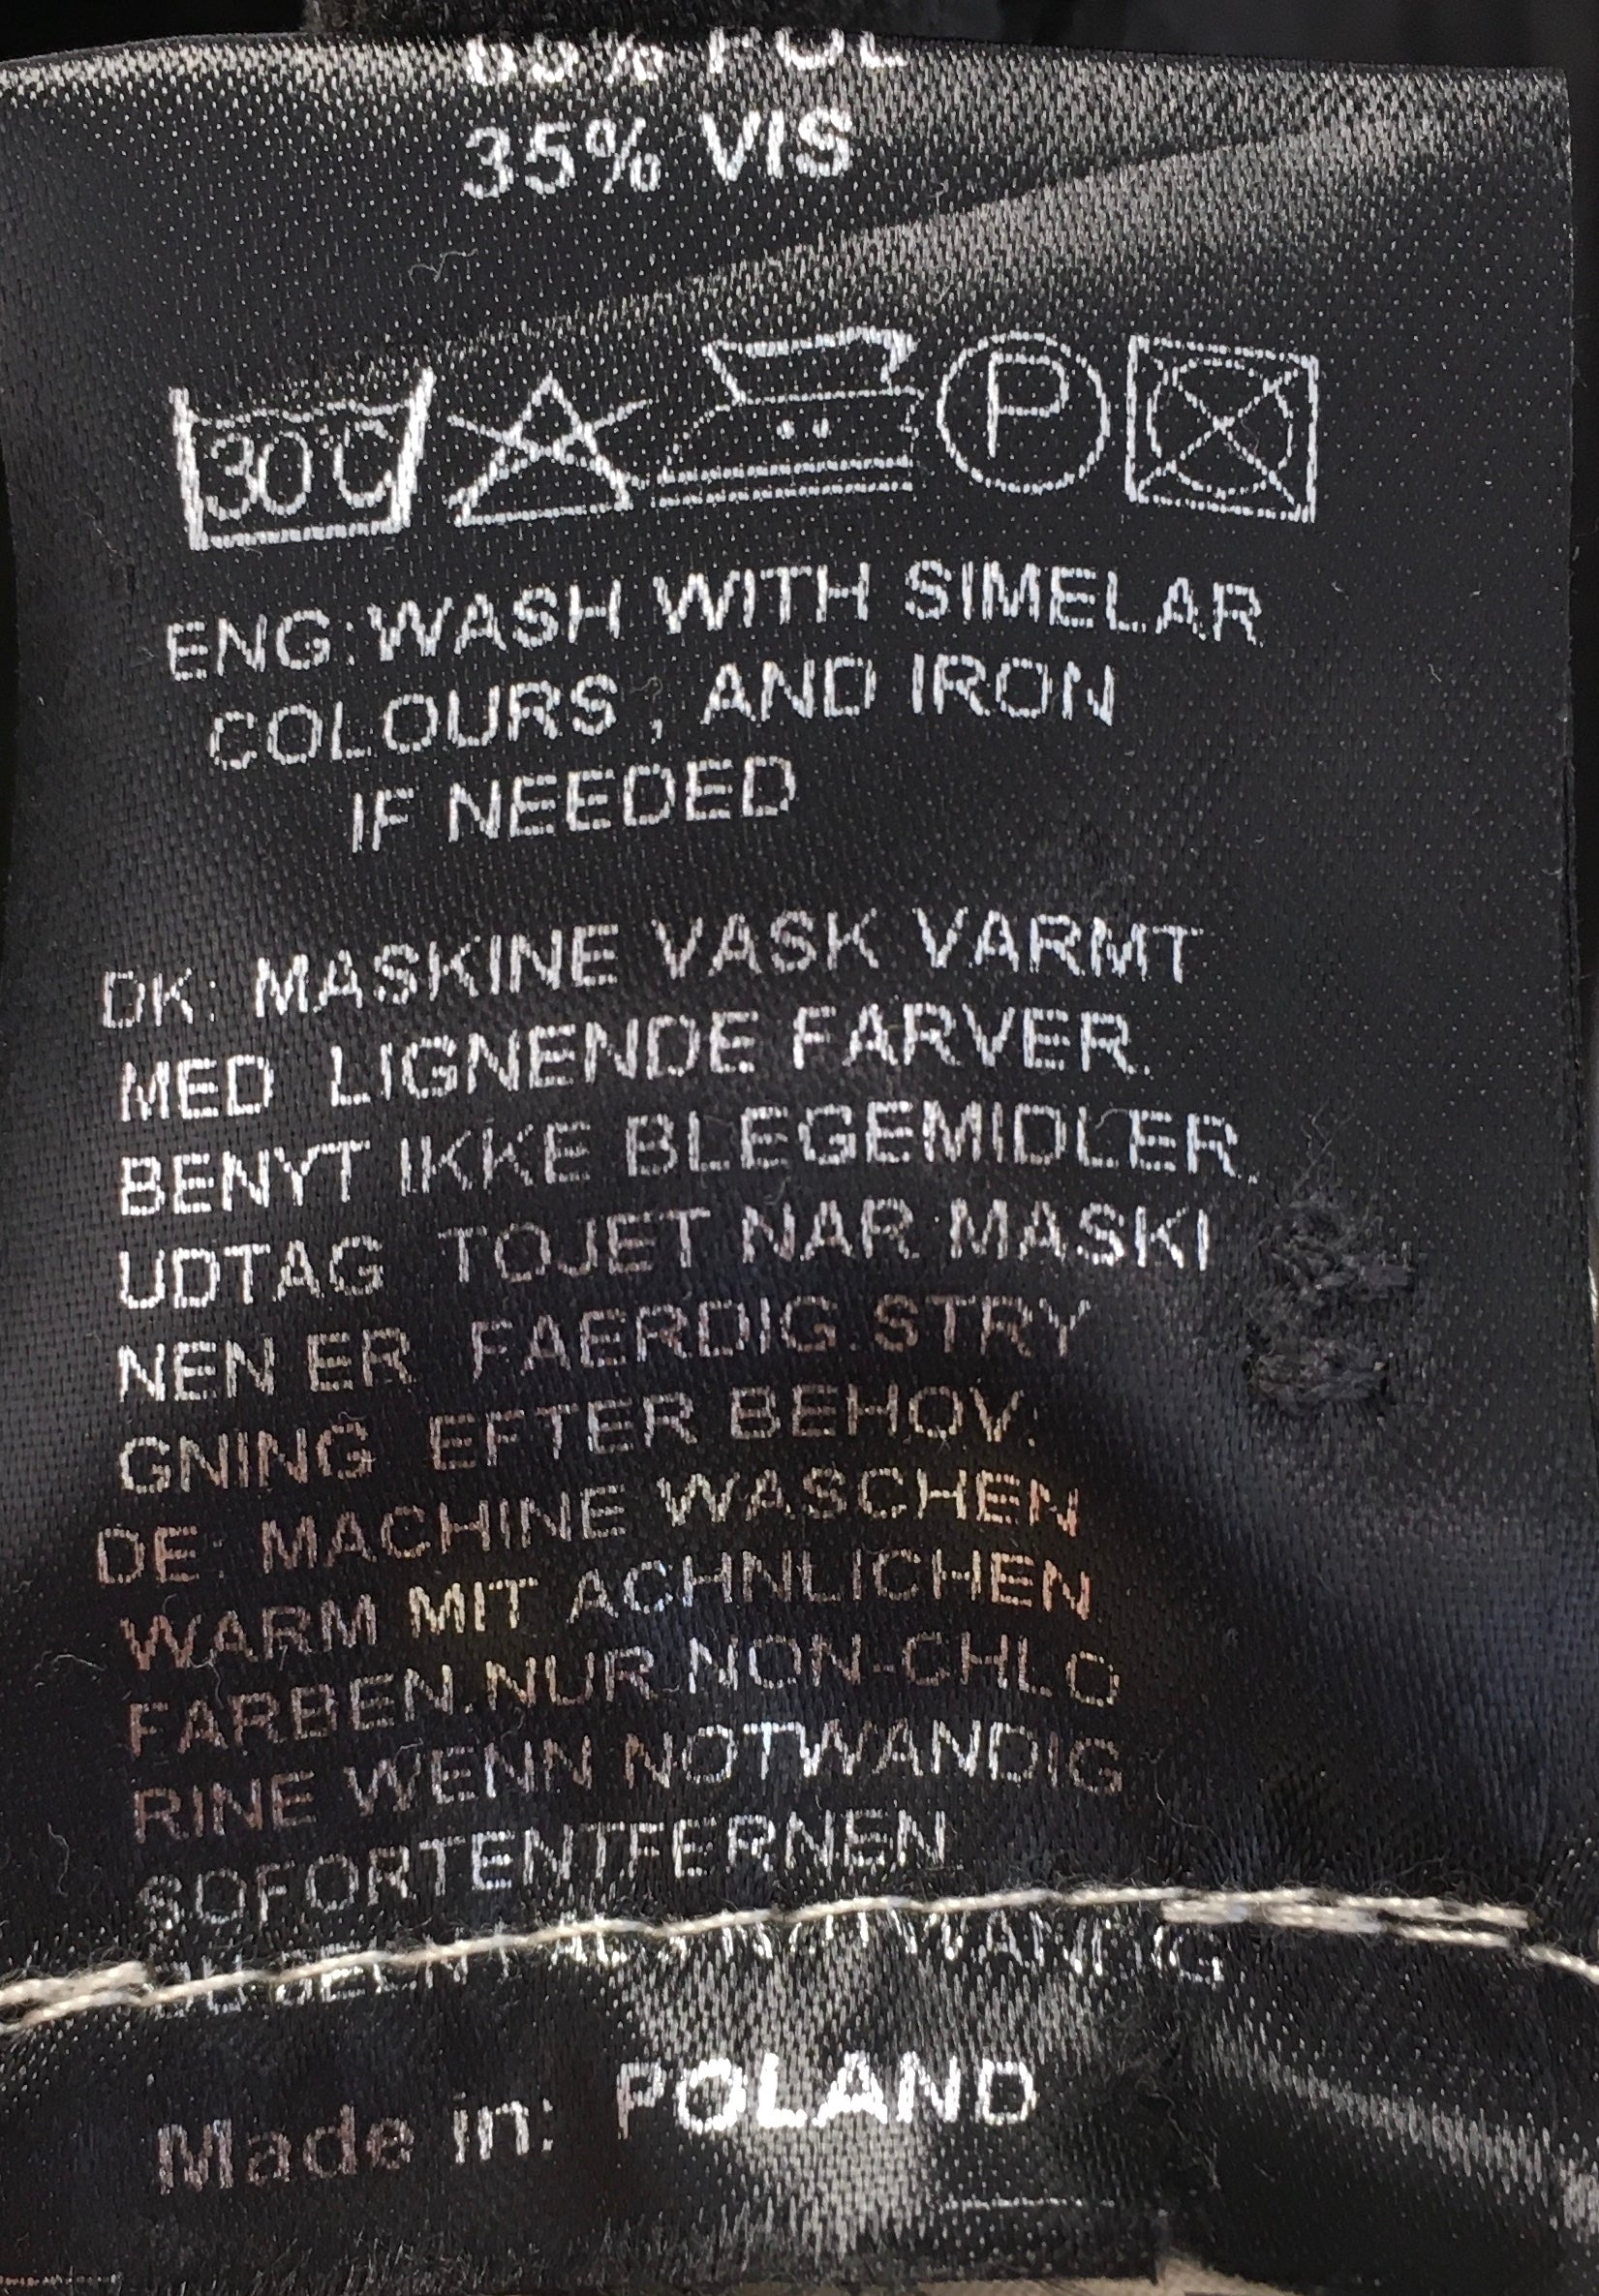 65% POL
35% VIS
30°C P
ENG:WASH WITH SIMELAR
COLOURS , AND IRON
IF NEEDED
DK: MASKINE VASK VARMT
MED LIGNENDE FARVER.
BENYT IKKE BLEGEMIDLER.
UDTAG TOJET NAR MASKI
NEN ER FAERDIG.STRY
GNING EFTER BEHOV.
DE: MACHINE WASCHEN
WARM MIT ACHNLICHEN
FARBEN.NUR NON-CHLO
RINE WENN NOTWANDIG
SOFORTENTFERNEN
Made in: POLAND